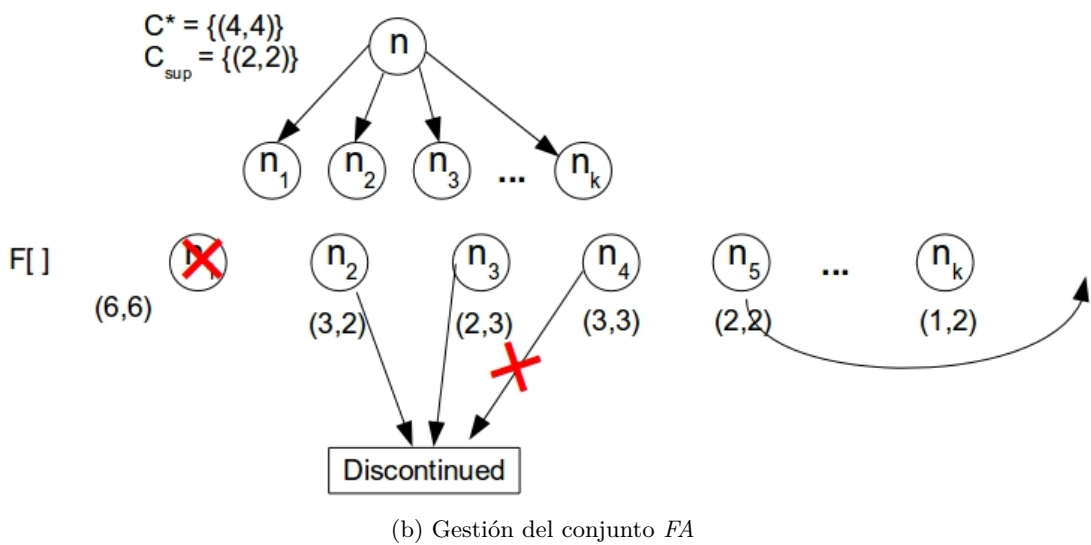 C* = {(4,4)}
C_sup = {(2,2)}
n
n_1 n_2 n_3 ... n_k
F[ ] n_2 n_3 n_4 n_5 ... n_k
(6,6) (3,2) (2,3) (3,3) (2,2) (1,2)
Discontinued
(b) Gestión del conjunto FA